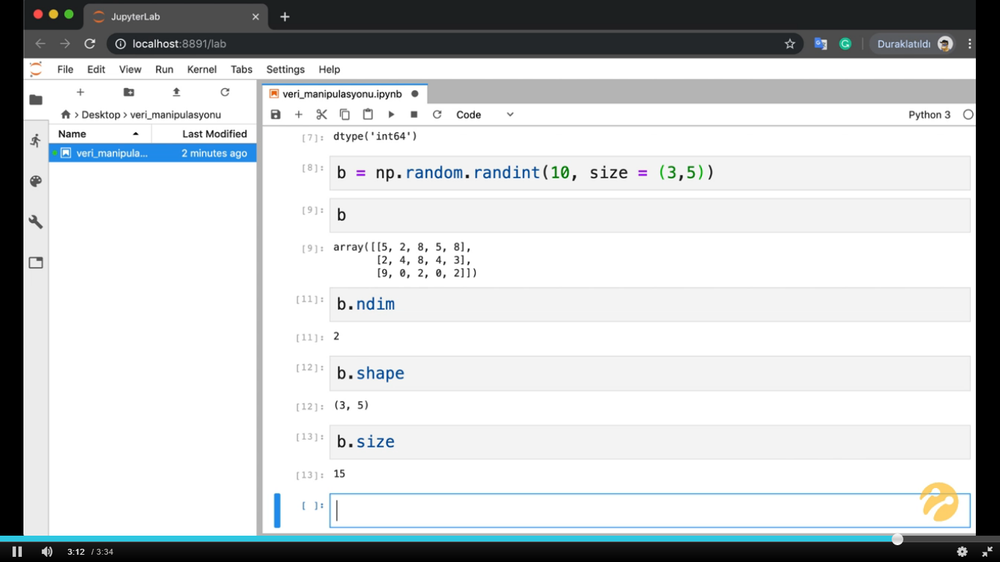 JupyterLab
localhost:8891/lab
Duraklatıldı
File Edit View Run Kernel Tabs Settings Help
Desktop > veri_manipulasyonu
Name Last Modified
veri_manipula... 2 minutes ago
veri_manipulasyonu.ipynb
Code
Python 3
[7]: dtype('int64')
[8]: b = np.random.randint(10, size = (3,5))
[9]: b
[9]: array([[5, 2, 8, 5, 8],
[2, 4, 8, 4, 3],
[9, 0, 2, 0, 2]])
[11]: b.ndim
[11]: 2
[12]: b.shape
[12]: (3, 5)
[13]: b.size
[13]: 15
[ ]:
3:12 / 3:34